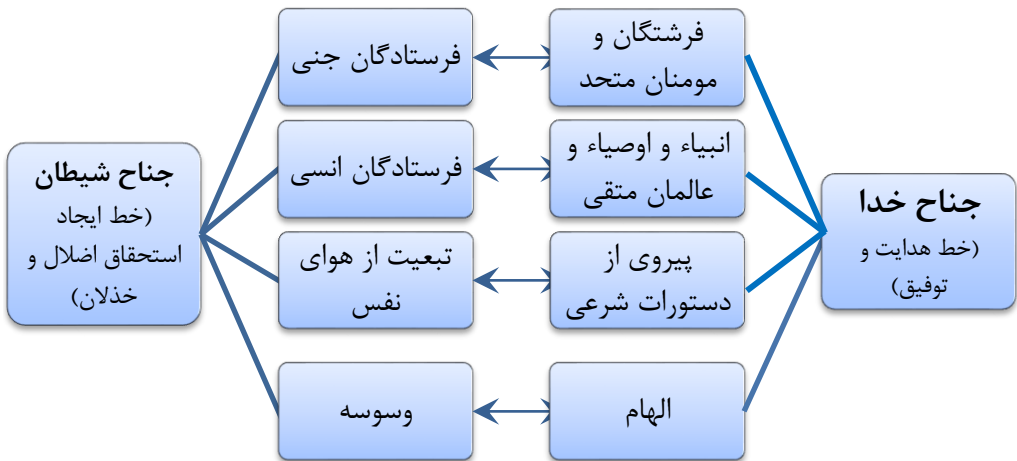 جناح خدا
(خط هدایت و
توفیق)
فرشتگان و
مومنان متحد
فرستادگان جنی
انبیاء و اوصیاء و
عالمان متقی
فرستادگان انسی
پیروی از
دستورات شرعی
تبعیت از هوای
نفس
الهام
وسوسه
جناح شیطان
(خط ایجاد
استحقاق اضلال و
خذلان)